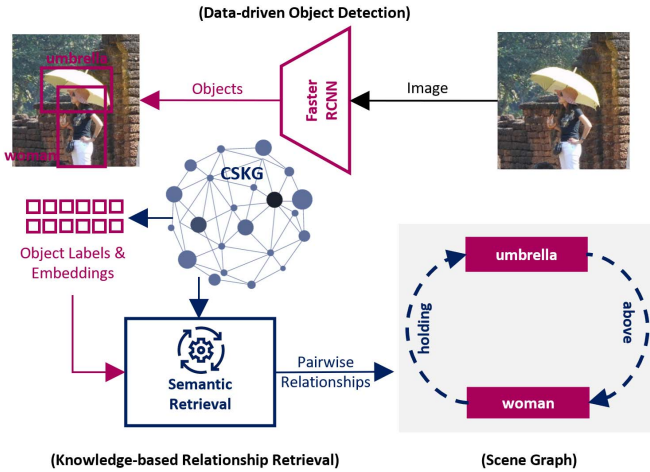 (Data-driven Object Detection)
umbrella
woman
Objects
Faster
RCNN
Image
CSKG
Object Labels &
Embeddings
Semantic
Retrieval
Pairwise
Relationships
umbrella
holding
above
woman
(Knowledge-based Relationship Retrieval)
(Scene Graph)